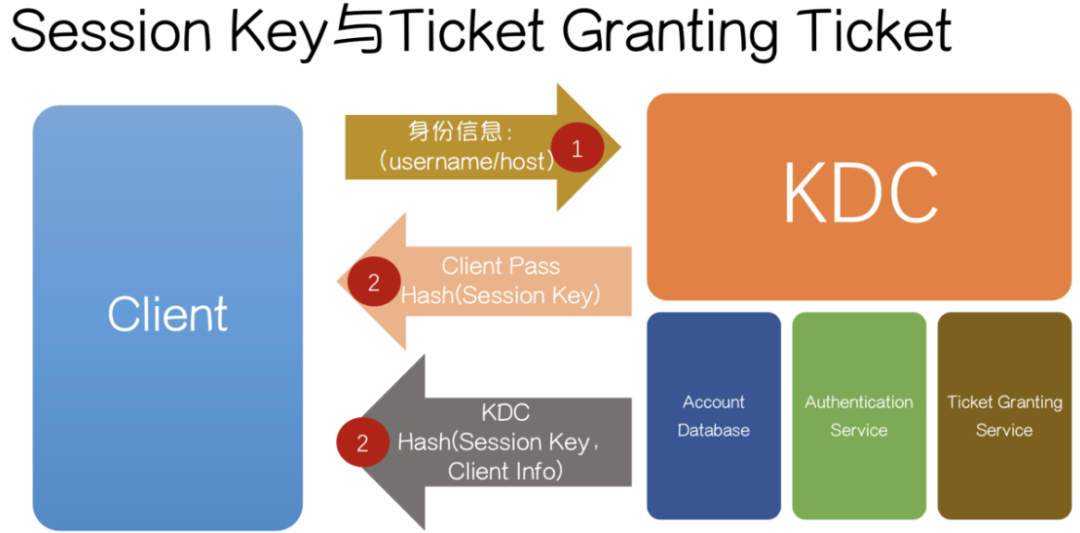 Session Key与Ticket Granting Ticket
身份信息：
（username/host）
1
KDC
Client Pass
Hash(Session Key)
2
Client
KDC
Hash(Session Key，
Client Info)
2
Account
Database
Authentication
Service
Ticket Granting
Service